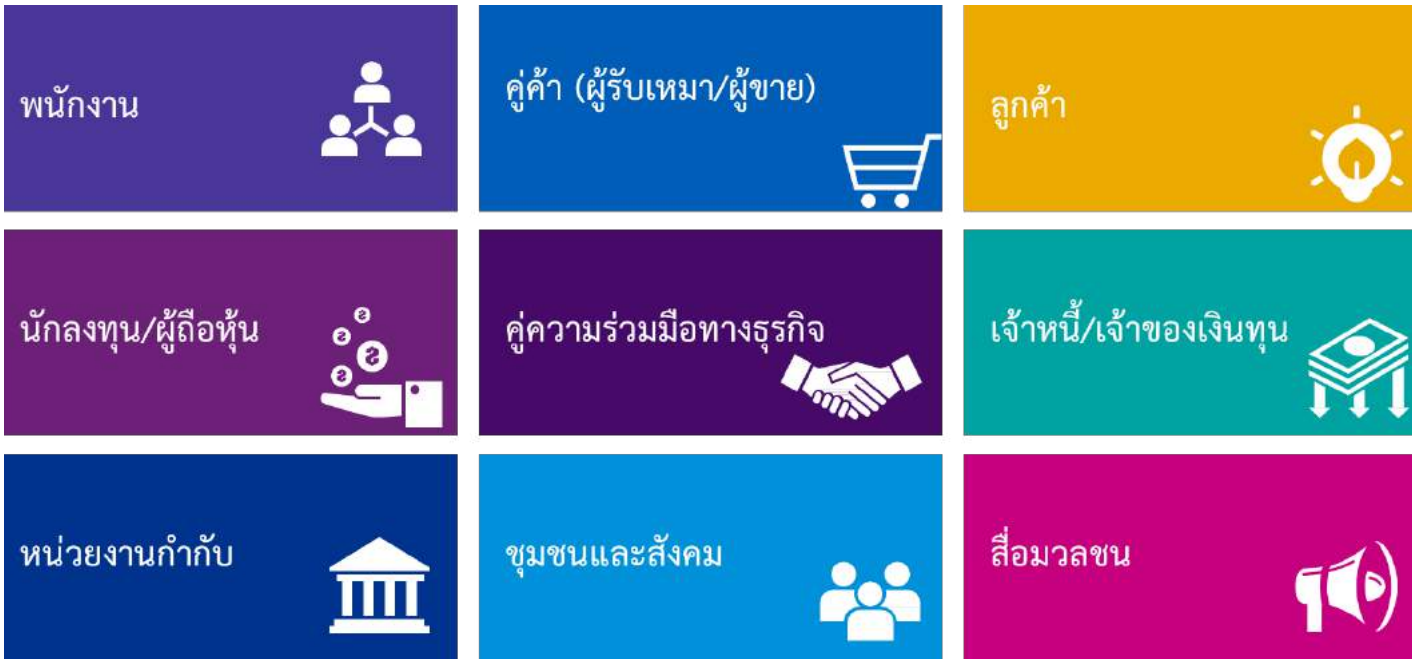 พนักงาน
คู่ค้า (ผู้รับเหมา/ผู้ขาย)
ลูกค้า
นักลงทุน/ผู้ถือหุ้น
คู่ความร่วมมือทางธุรกิจ
เจ้าหนี้/เจ้าของเงินทุน
หน่วยงานกำกับ
ชุมชนและสังคม
สื่อมวลชน